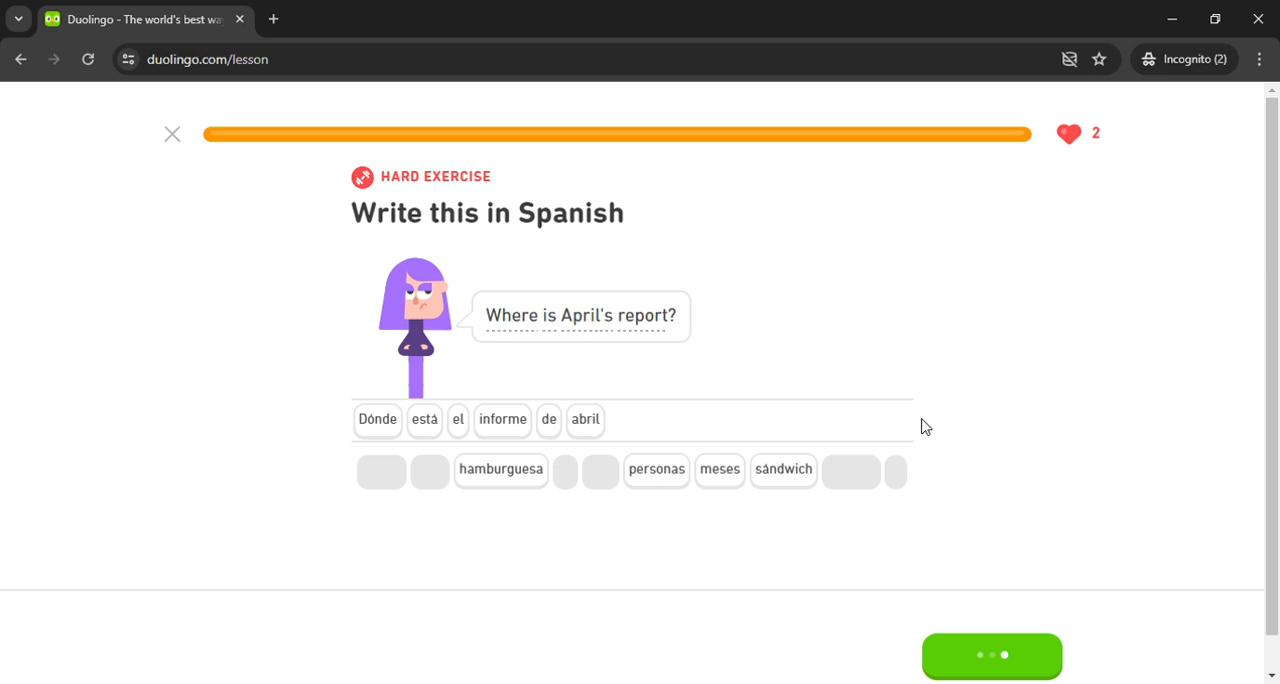 Duolingo - The world's best wa
duolingo.com/lesson
Incognito (2)
2
HARD EXERCISE
Write this in Spanish
Where is April's report?
Dónde está el informe de abril
hamburguesa personas meses sándwich